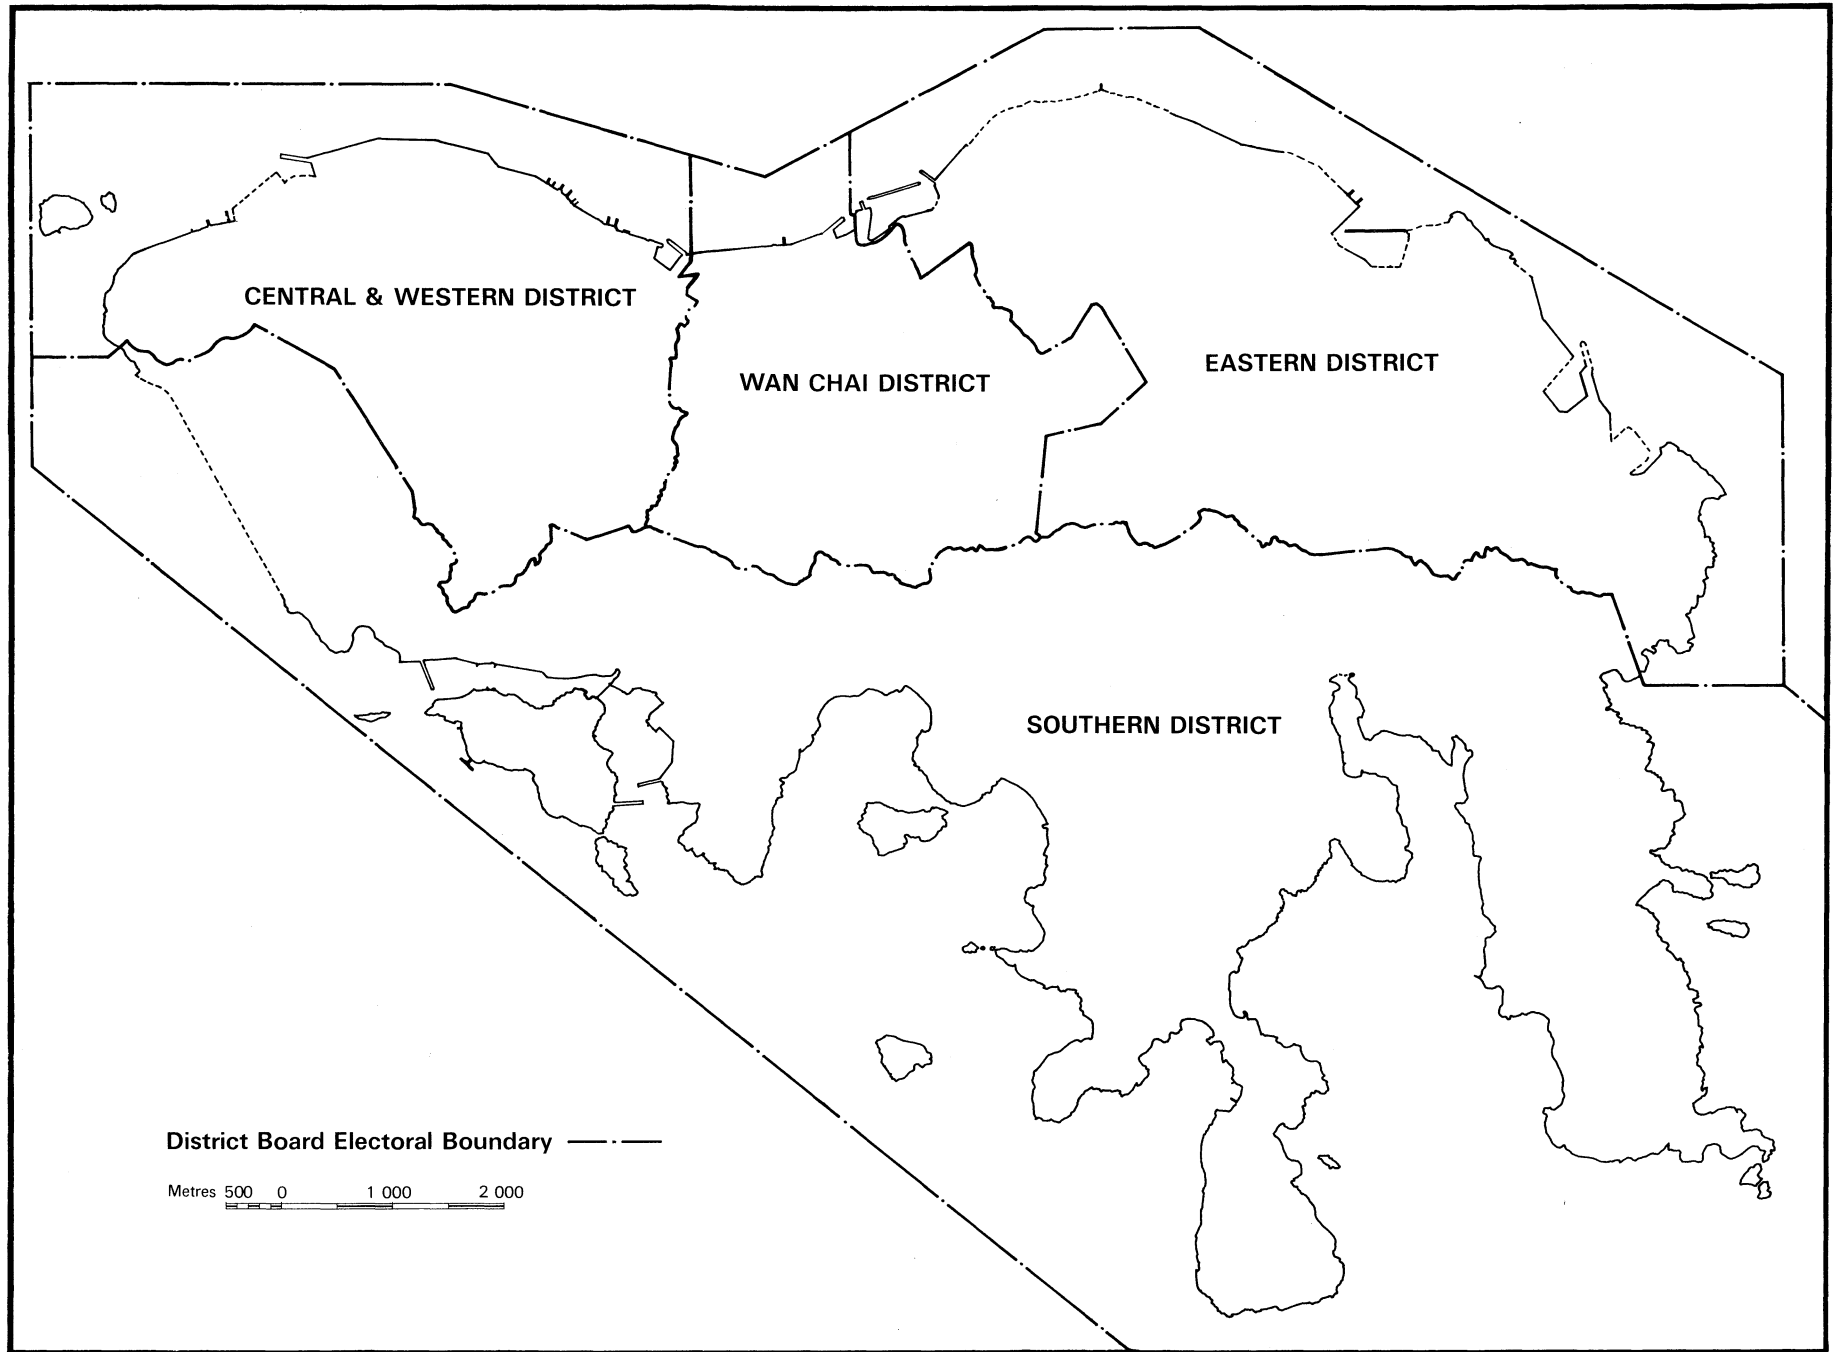 CENTRAL & WESTERN DISTRICT
WAN CHAI DISTRICT
EASTERN DISTRICT
SOUTHERN DISTRICT
District Board Electoral Boundary
Metres 500 0 1 000 2 000